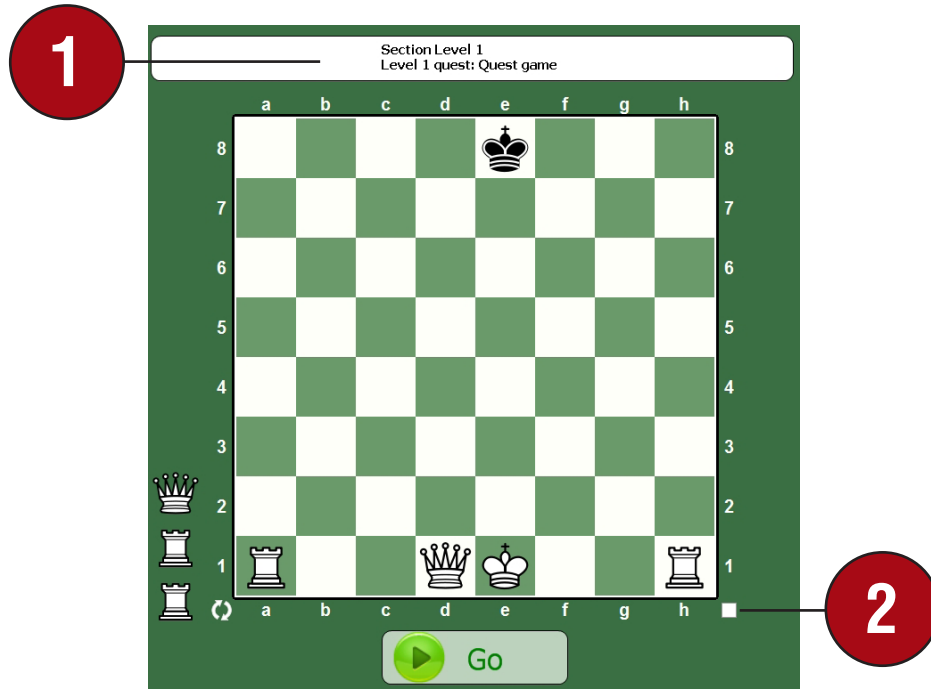 1
Section Level 1
Level 1 quest: Quest game
a b c d e f g h
8 8
7 7
6 6
5 5
4 4
3 3
2 2
1 1
a b c d e f g h
2
Go